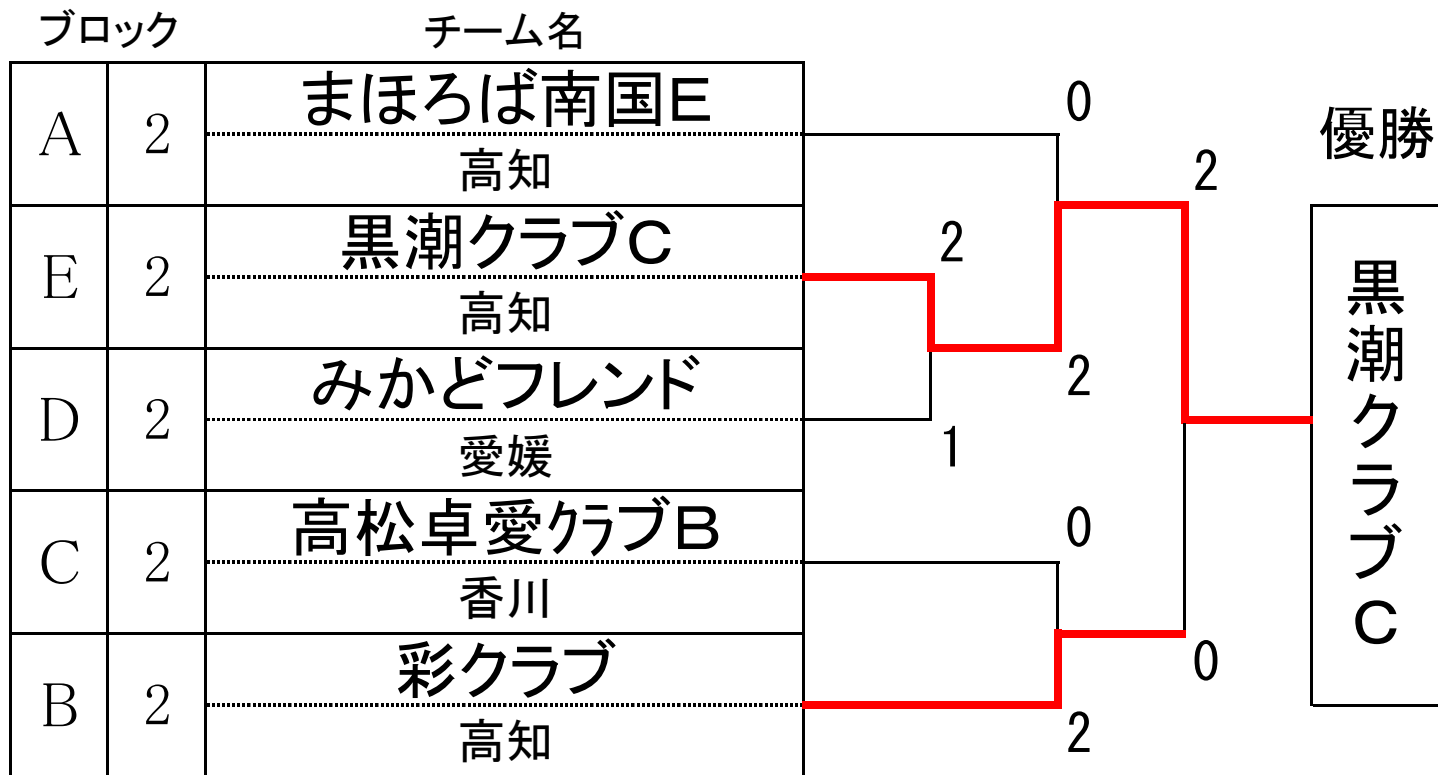 ブロック チーム名
A 2 まほろば南国E
高知
E 2 黒潮クラブC
高知
D 2 みかどフレンド
愛媛
C 2 高松卓愛クラブB
香川
B 2 彩クラブ
高知
0
2
2
1
2
0
2
0
優勝
黒潮クラブC